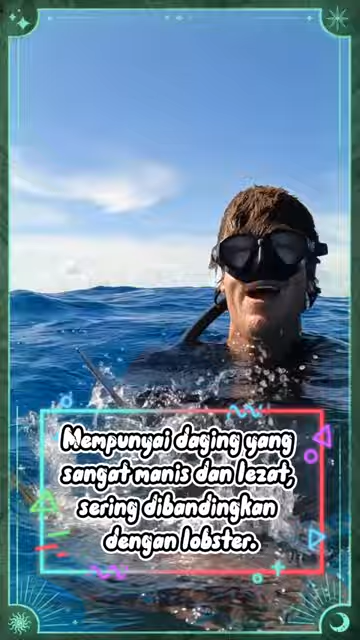 Mempunyai daging yang
sangat manis dan lezat,
sering dibandingkan
dengan lobster.